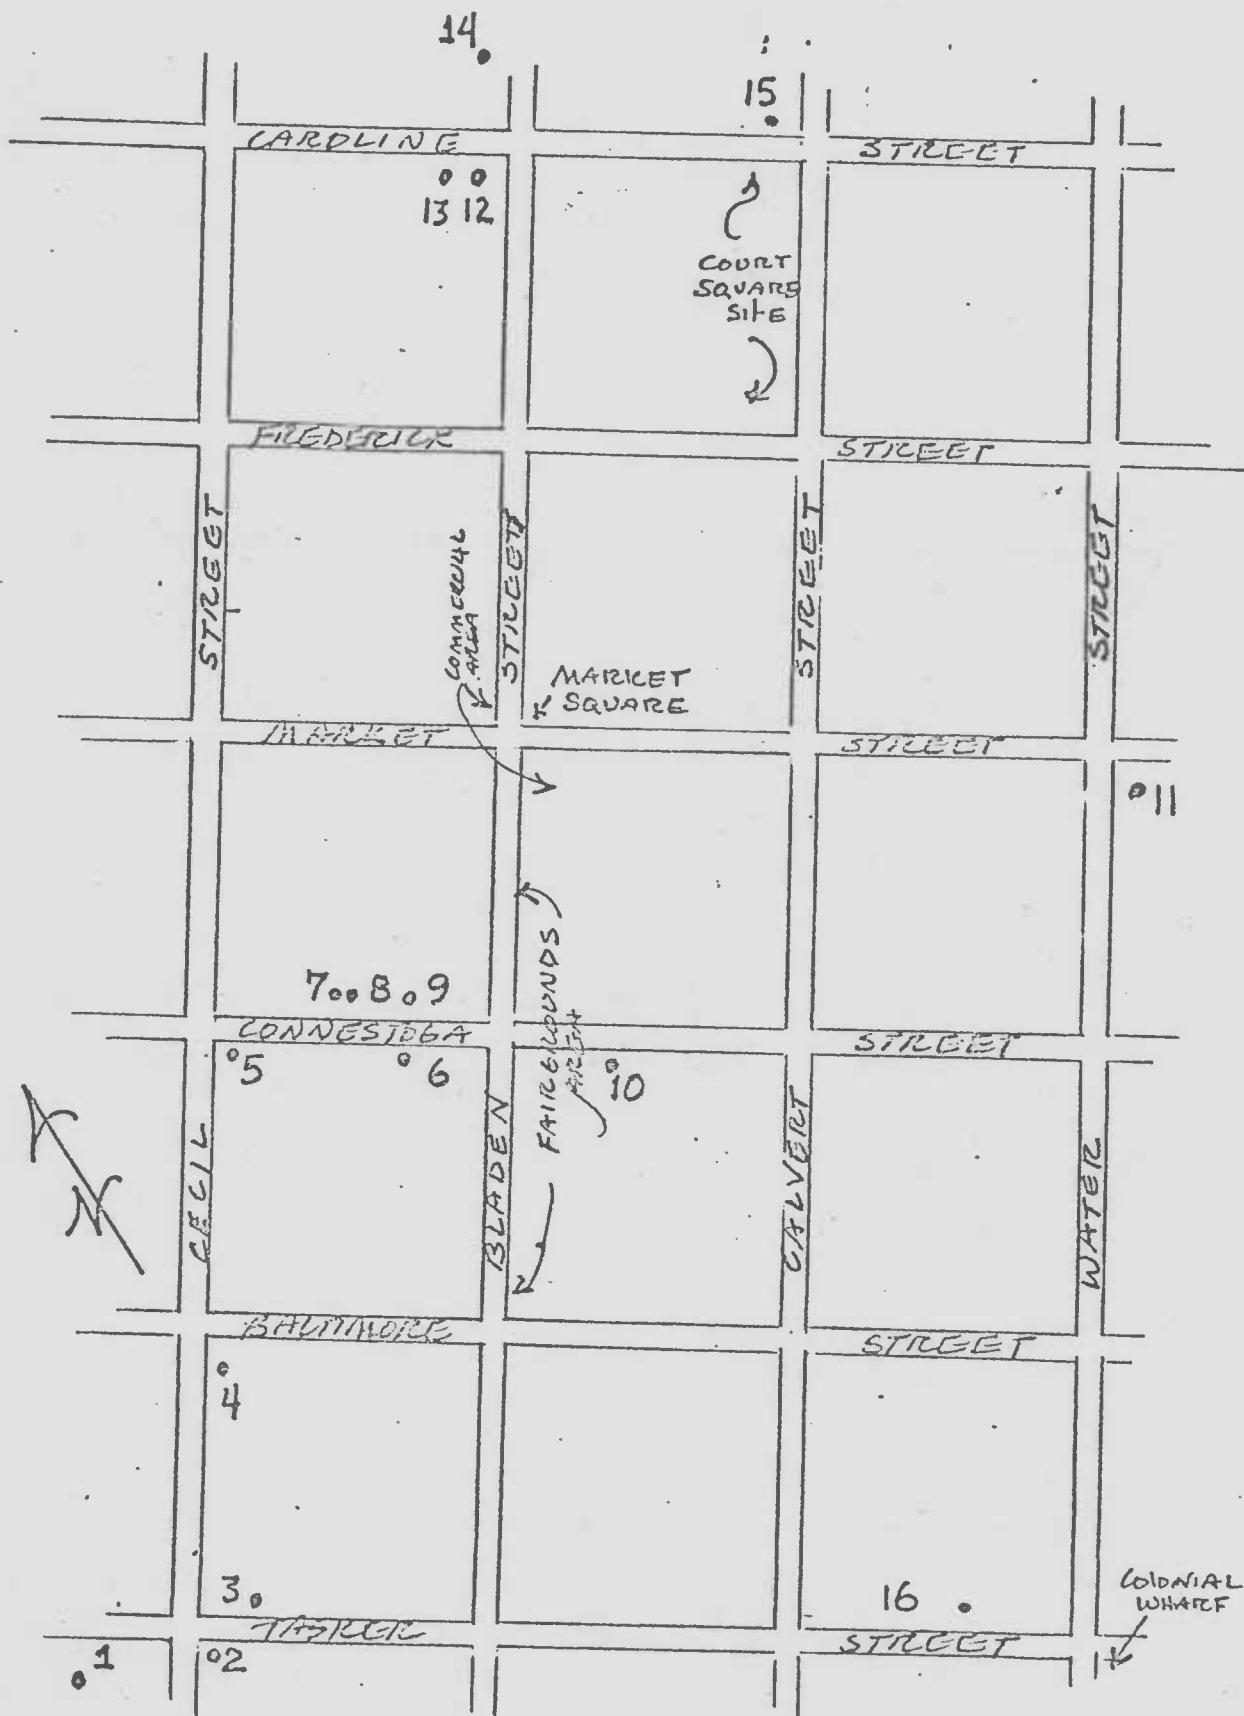 14
15
CAROLINE STREET
13 12
COURT
SQUARE
SITE
FREDERICK STREET
STREET
STREET
STREET
STREET
COMMERCIAL
AREA
MARKET
SQUARE
MARKET STREET
11
7 8 9
CONNESTOGA STREET
5 6 10
FAIRGROUNDS
AREA
N
CECIL
BLADEN
CALVERT
WATER
BALTIMORE STREET
4
3
16
COLONIAL
WHARF
TASKER STREET
1 2